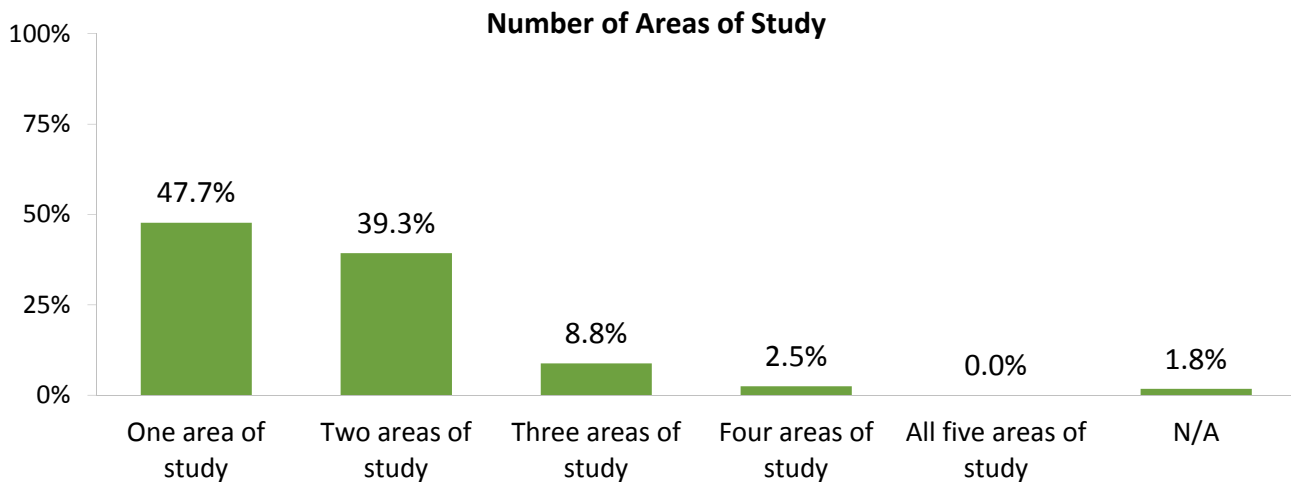 Number of Areas of Study
100%
75%
50%
25%
0%
47.7%
39.3%
8.8%
2.5%
0.0%
1.8%
One area of
study
Two areas of
study
Three areas of
study
Four areas of
study
All five areas of
study
N/A